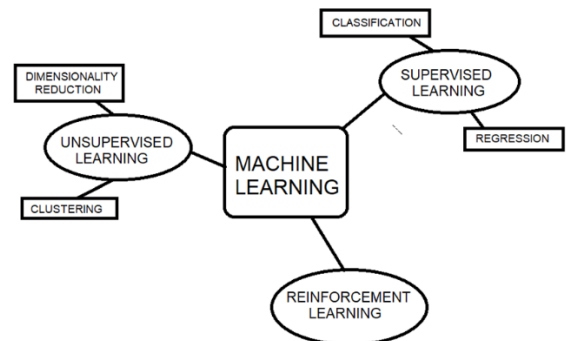 CLASSIFICATION
SUPERVISED
LEARNING
REGRESSION
DIMENSIONALITY
REDUCTION
UNSUPERVISED
LEARNING
CLUSTERING
MACHINE
LEARNING
REINFORCEMENT
LEARNING